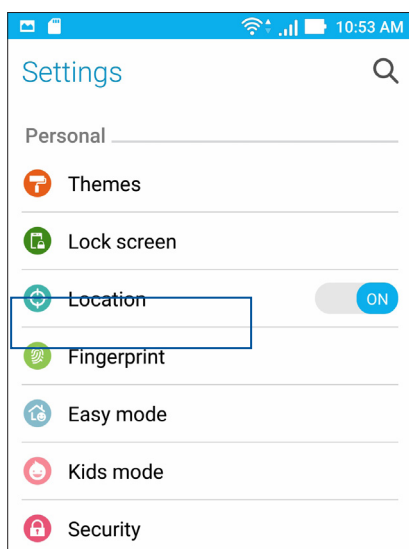 10:53 AM
Settings
Personal
Themes
Lock screen
Location
ON
Fingerprint
Easy mode
Kids mode
Security